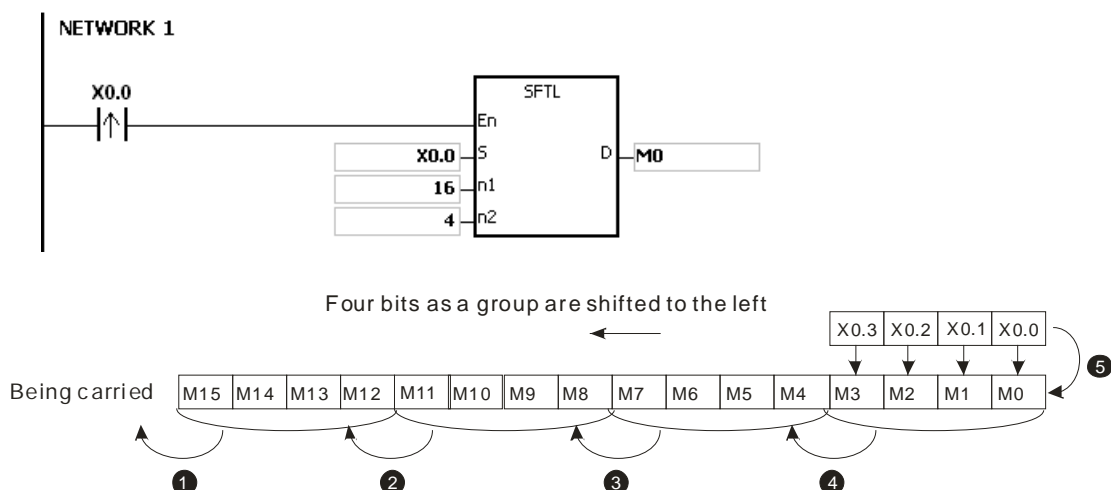 NETWORK 1
X0.0
SFTL
En
X0.0 S D M0
16 n1
4 n2
Four bits as a group are shifted to the left
X0.3 X0.2 X0.1 X0.0
5
Being carried M15 M14 M13 M12 M11 M10 M9 M8 M7 M6 M5 M4 M3 M2 M1 M0
1 2 3 4